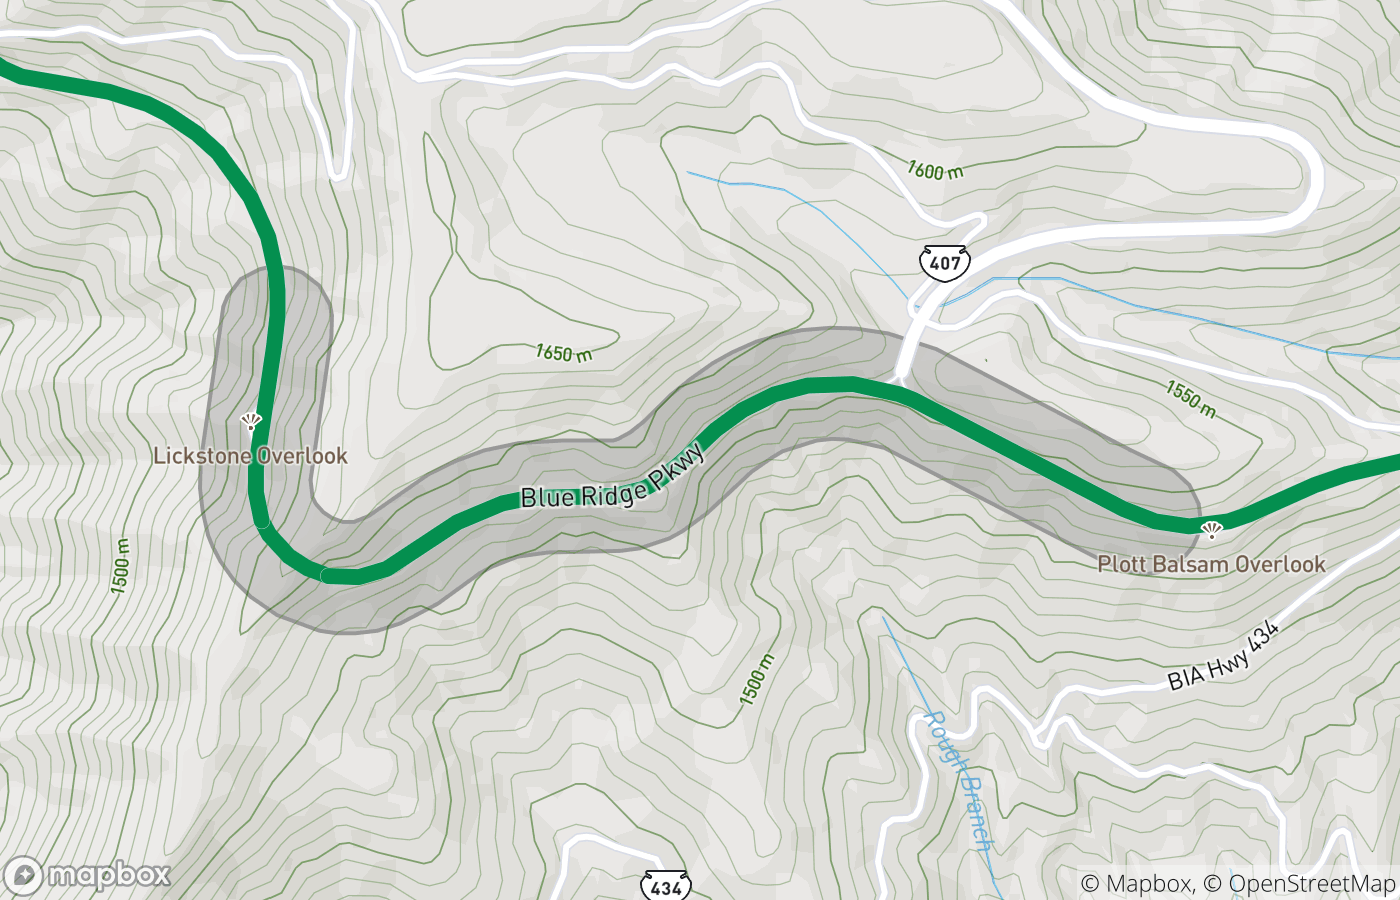 1600 m
407
1650 m
1550 m
Lickstone Overlook
Blue Ridge Pkwy
1500 m
Plott Balsam Overlook
BIA Hwy 434
1500 m
Rough Branch
mapbox
434
© Mapbox, © OpenStreetMap